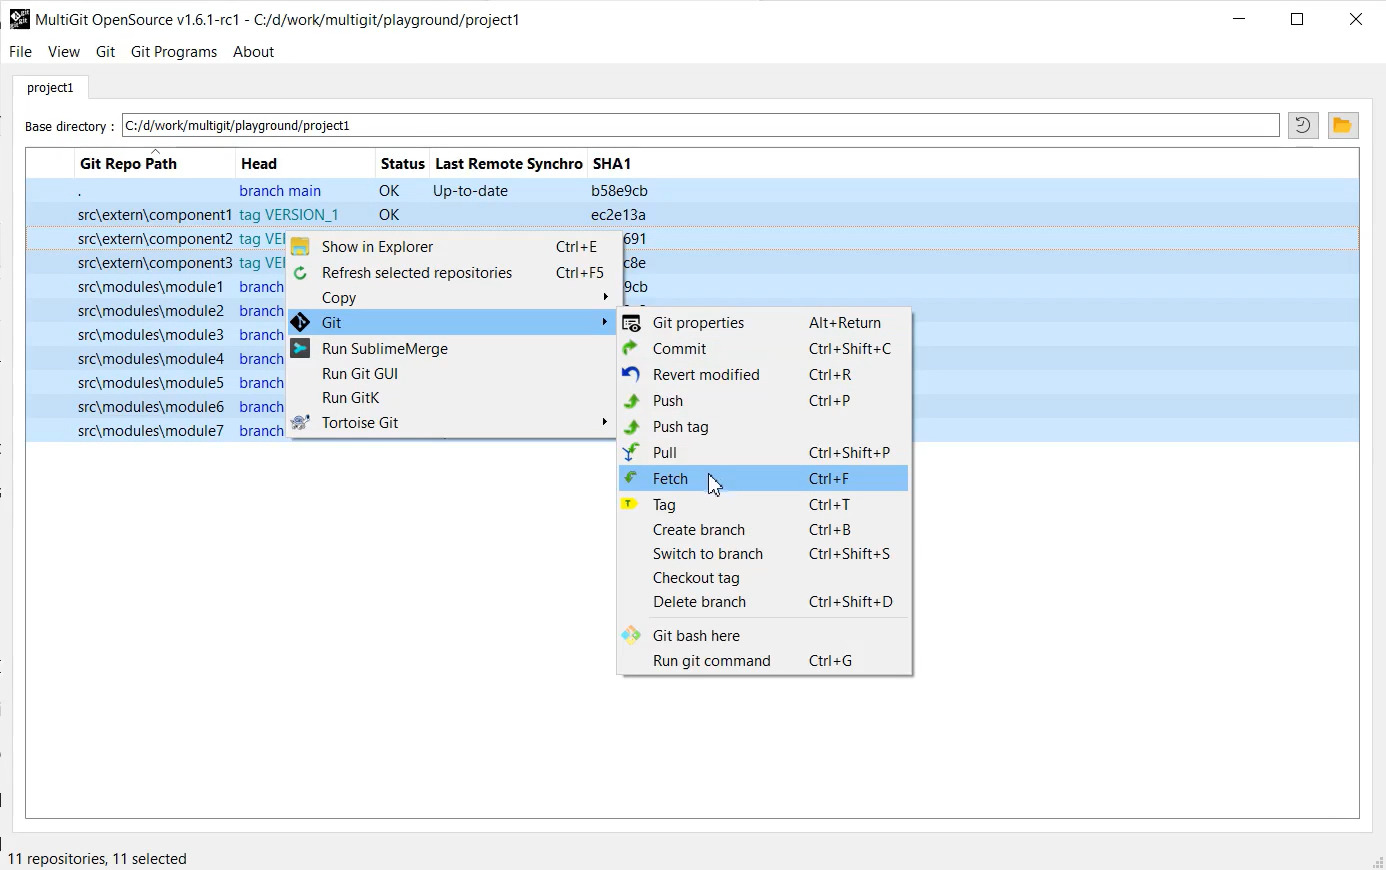 MultiGit OpenSource v1.6.1-rc1 - C:/d/work/multigit/playground/project1
File View Git Git Programs About
project1
Base directory : C:/d/work/multigit/playground/project1
Git Repo Path Head Status Last Remote Synchro SHA1
. branch main OK Up-to-date b58e9cb
src\extern\component1 tag VERSION_1 OK ec2e13a
src\extern\component2 tag VE 691
src\extern\component3 tag VE c8e
src\modules\module1 branch 9cb
src\modules\module2 branch
src\modules\module3 branch
src\modules\module4 branch
src\modules\module5 branch
src\modules\module6 branch
src\modules\module7 branch
Show in Explorer Ctrl+E
Refresh selected repositories Ctrl+F5
Copy
Git
Run SublimeMerge
Run Git GUI
Run GitK
Tortoise Git
Git properties Alt+Return
Commit Ctrl+Shift+C
Revert modified Ctrl+R
Push Ctrl+P
Push tag
Pull Ctrl+Shift+P
Fetch Ctrl+F
Tag Ctrl+T
Create branch Ctrl+B
Switch to branch Ctrl+Shift+S
Checkout tag
Delete branch Ctrl+Shift+D
Git bash here
Run git command Ctrl+G
11 repositories, 11 selected